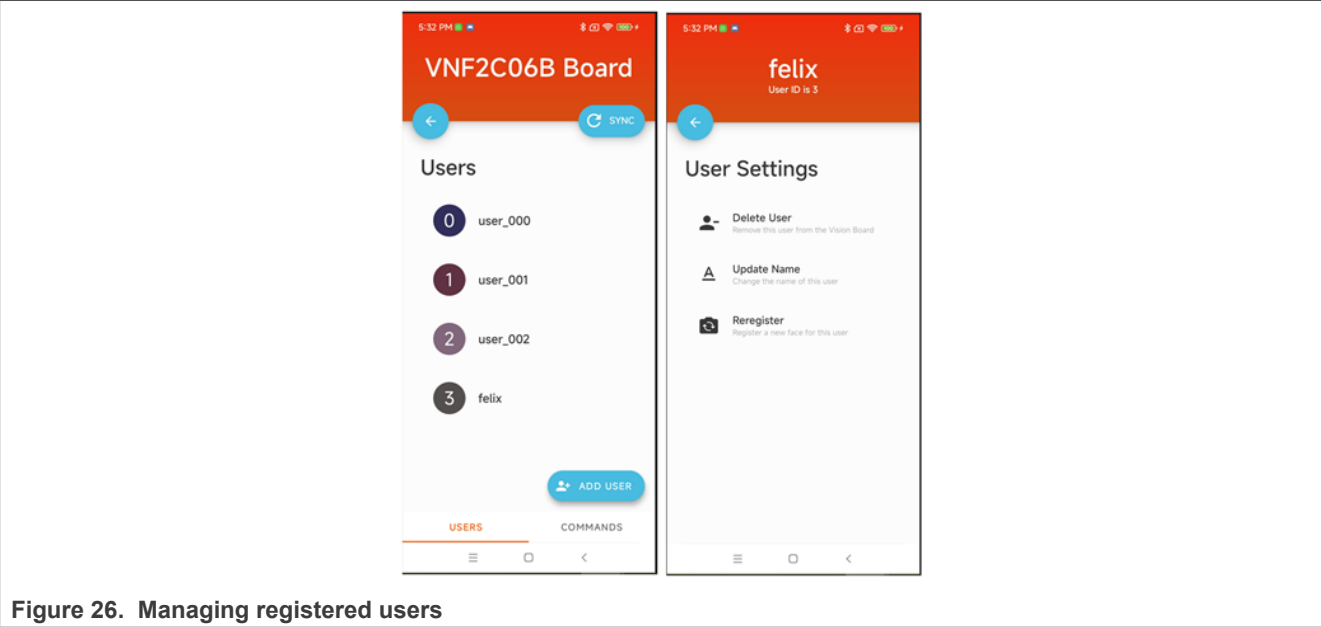 5:32 PM
100
VNF2C06B Board
SYNC
Users
0 user_000
1 user_001
2 user_002
3 felix
ADD USER
USERS COMMANDS
5:32 PM
100
felix
User ID is 3
User Settings
Delete User
Remove this user from the Vision Board
Update Name
Change the name of this user
Reregister
Register a new face for this user
Figure 26. Managing registered users